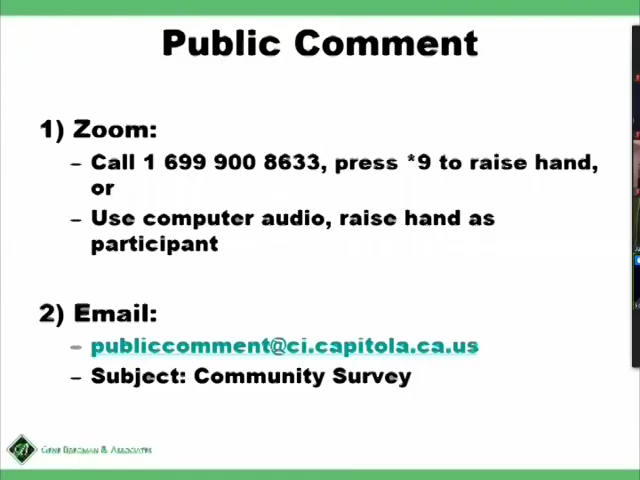 Public Comment
1) Zoom:
– Call 1 699 900 8633, press *9 to raise hand,
or
– Use computer audio, raise hand as
participant
2) Email:
– publiccomment@ci.capitola.ca.us
– Subject: Community Survey
& Associates